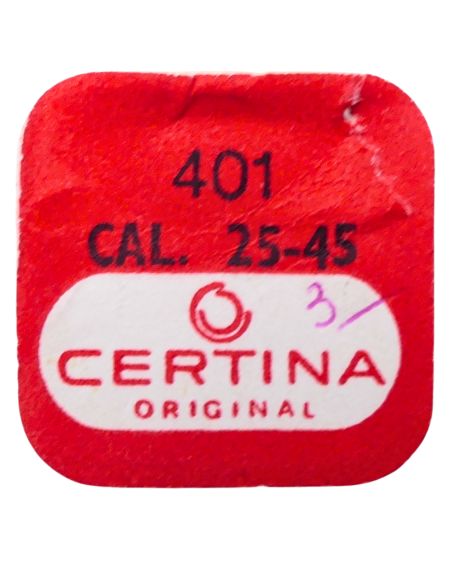 401
CAL. 25-45
3-
CERTINA
ORIGINAL